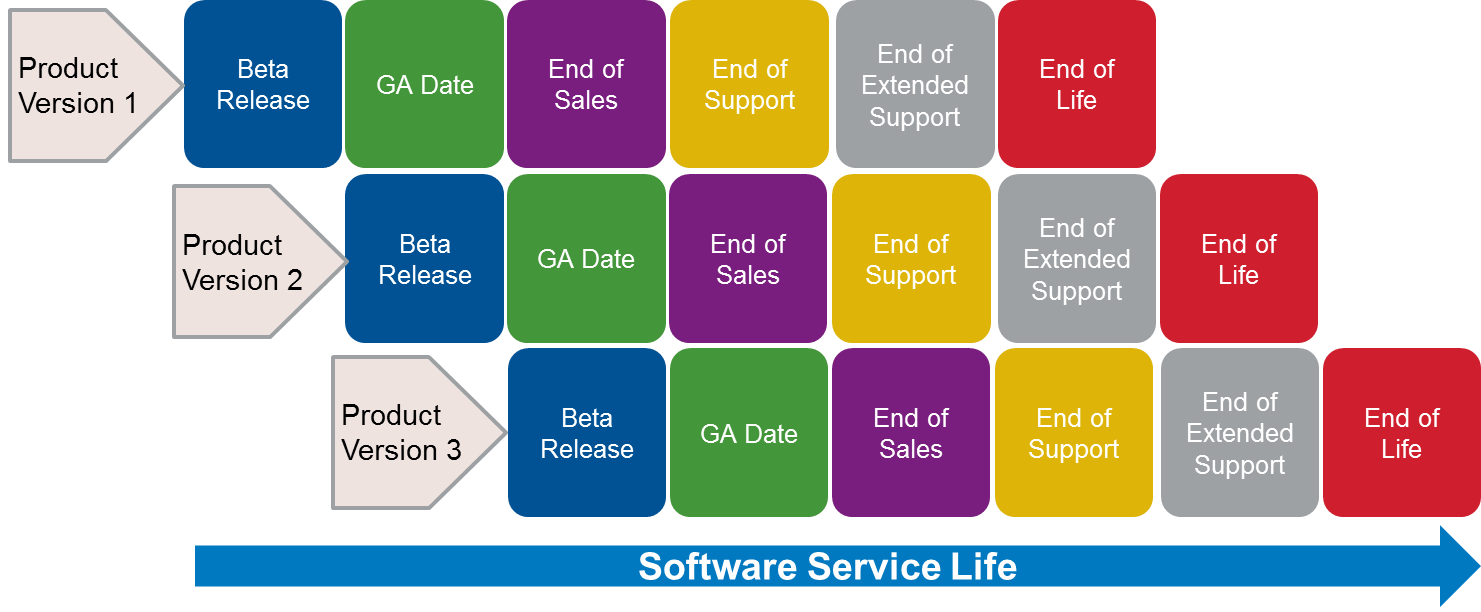 Product
Version 1
Beta
Release
GA Date
End of
Sales
End of
Support
End of
Extended
Support
End of
Life
Product
Version 2
Beta
Release
GA Date
End of
Sales
End of
Support
End of
Extended
Support
End of
Life
Product
Version 3
Beta
Release
GA Date
End of
Sales
End of
Support
End of
Extended
Support
End of
Life
Software Service Life